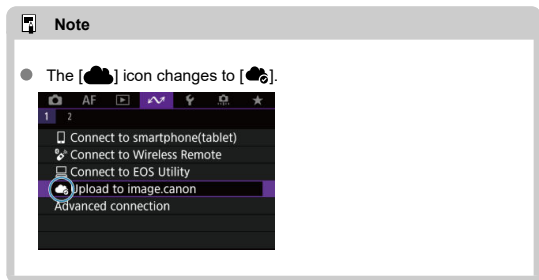 Note
The [ ] icon changes to [ ].
AF
1 2
Connect to smartphone(tablet)
Connect to Wireless Remote
Connect to EOS Utility
Upload to image.canon
Advanced connection